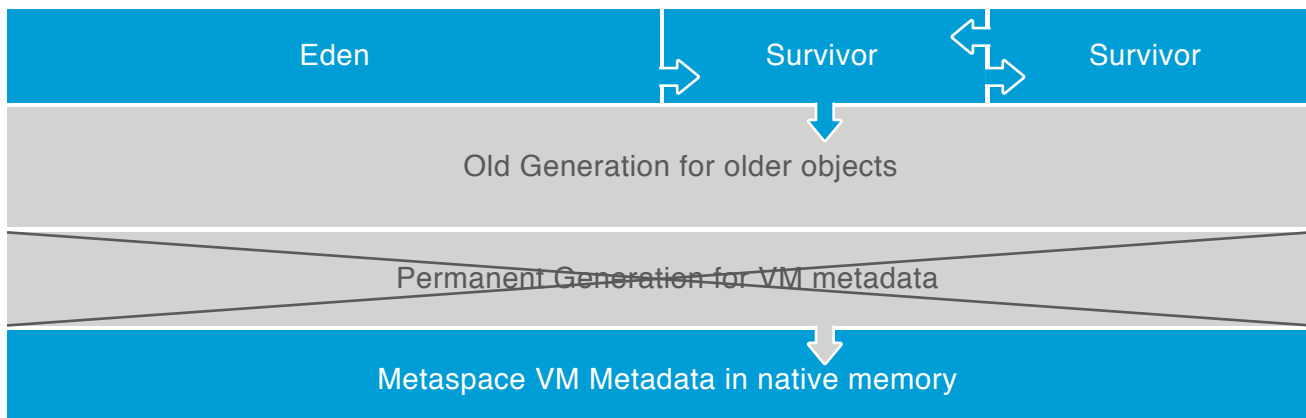 Eden
Survivor
Survivor
Old Generation for older objects
Permanent Generation for VM metadata
Metaspace VM Metadata in native memory